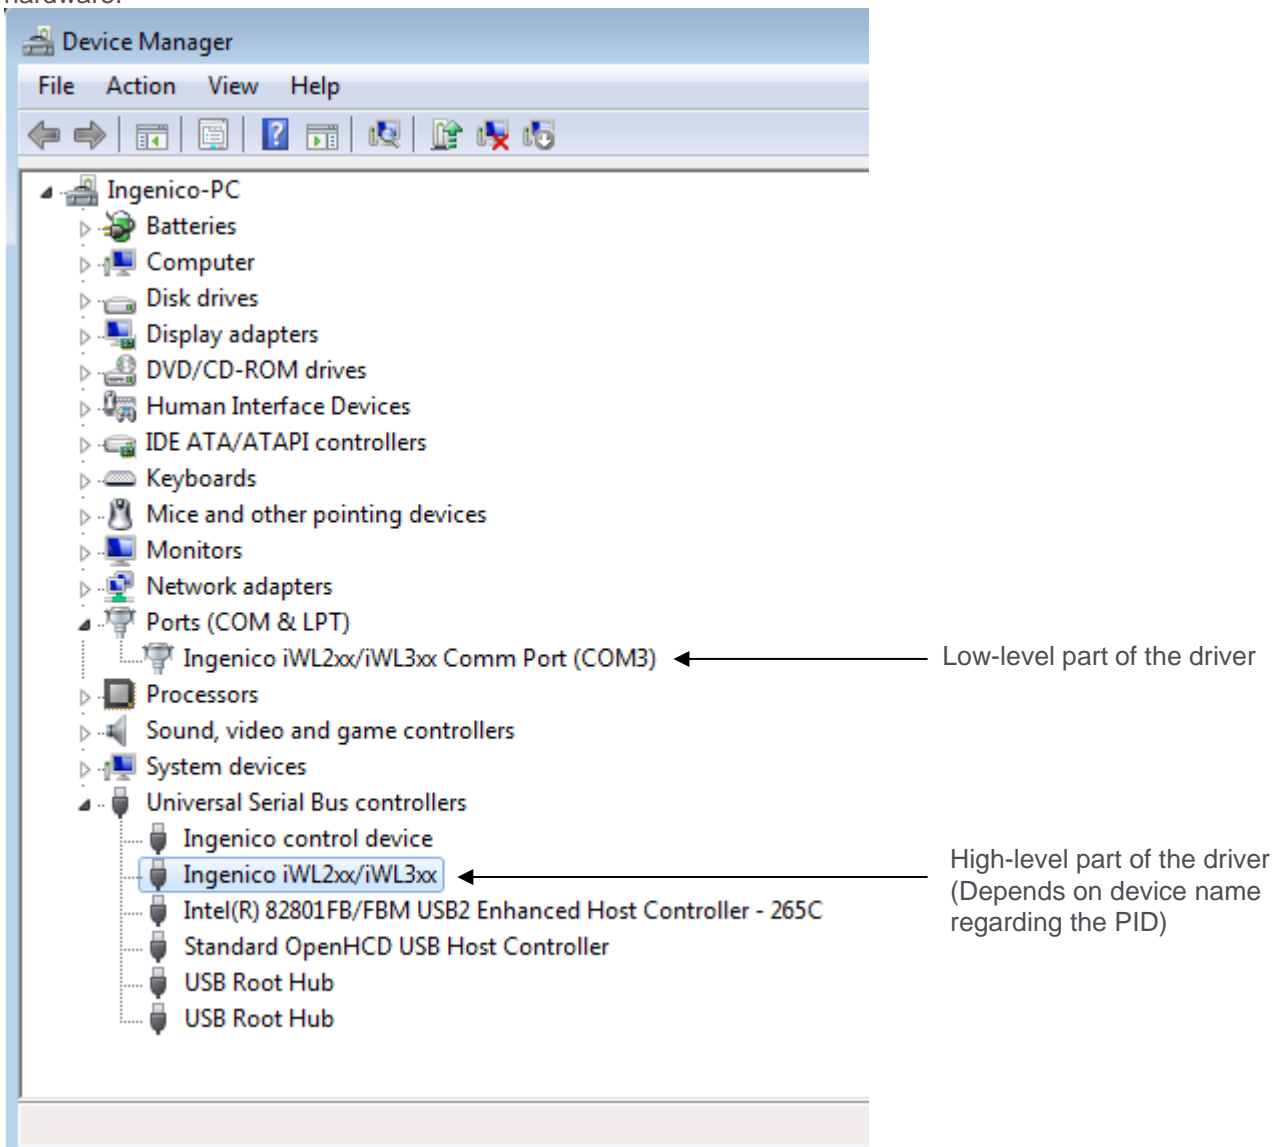 hardware.
Device Manager
File Action View Help
Ingenico-PC
Batteries
Computer
Disk drives
Display adapters
DVD/CD-ROM drives
Human Interface Devices
IDE ATA/ATAPI controllers
Keyboards
Mice and other pointing devices
Monitors
Network adapters
Ports (COM & LPT)
Ingenico iWL2xx/iWL3xx Comm Port (COM3)
Low-level part of the driver
Processors
Sound, video and game controllers
System devices
Universal Serial Bus controllers
Ingenico control device
Ingenico iWL2xx/iWL3xx
High-level part of the driver
(Depends on device name
regarding the PID)
Intel(R) 82801FB/FBM USB2 Enhanced Host Controller - 265C
Standard OpenHCD USB Host Controller
USB Root Hub
USB Root Hub